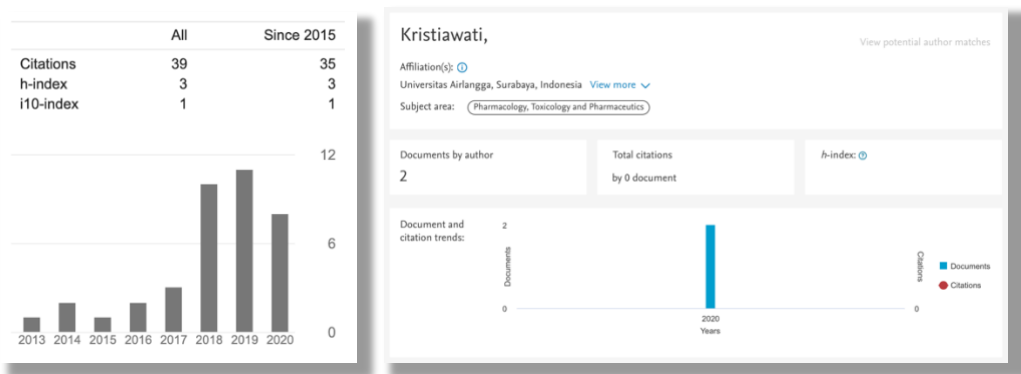 All Since 2015
Citations 39 35
h-index 3 3
i10-index 1 1
12
6
0
2013 2014 2015 2016 2017 2018 2019 2020
Kristiawati,
View potential author matches
Affiliation(s):
Universitas Airlangga, Surabaya, Indonesia View more
Subject area: Pharmacology, Toxicology and Pharmaceutics
Documents by author
2
Total citations
by 0 document
h-index:
Document and
citation trends:
2
Documents
0
2020
Years
Citations
0
Documents
Citations